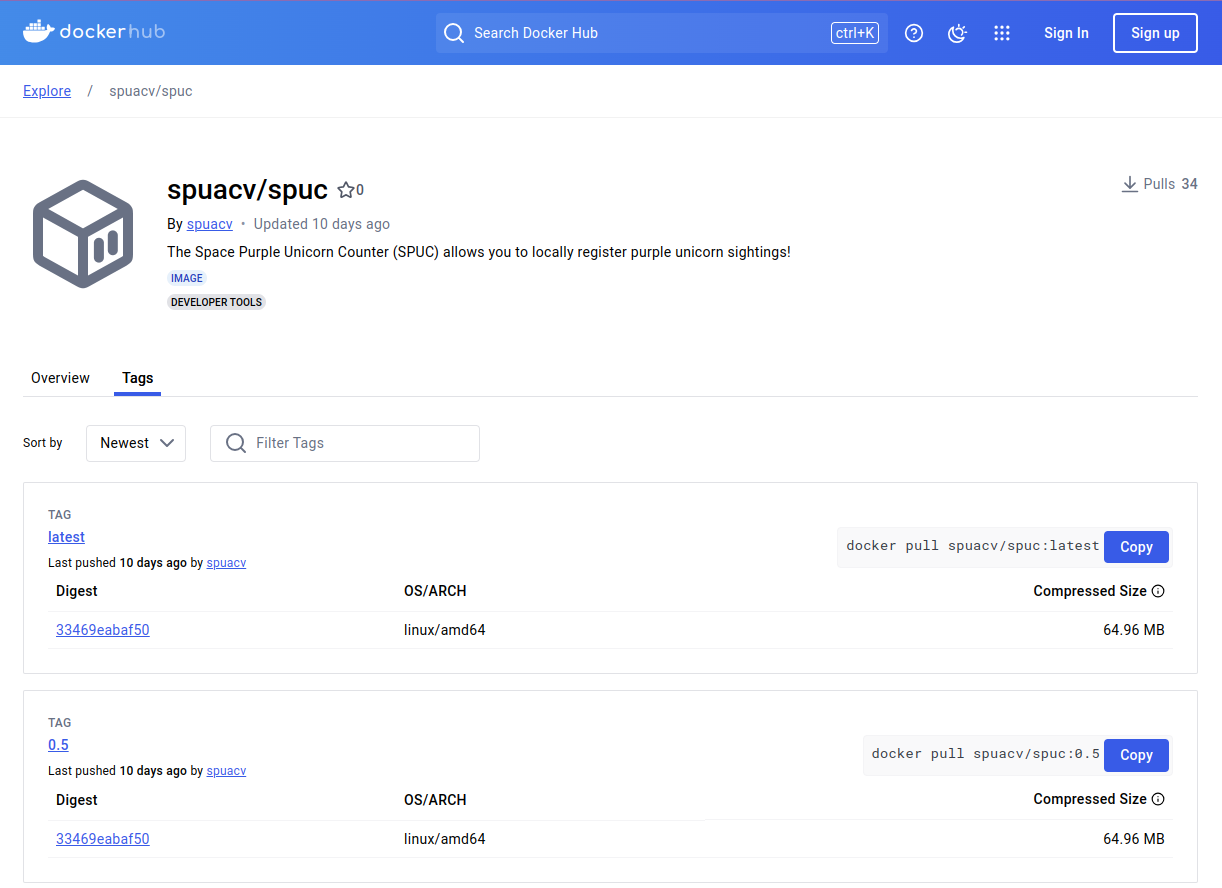 dockerhub
Search Docker Hub
ctrl+K
Sign In
Sign up
Explore / spuacv/spuc
spuacv/spuc
0
Pulls 34
By spuacv • Updated 10 days ago
The Space Purple Unicorn Counter (SPUC) allows you to locally register purple unicorn sightings!
IMAGE
DEVELOPER TOOLS
Overview
Tags
Sort by
Newest
Filter Tags
TAG
latest
docker pull spuacv/spuc:latest
Copy
Last pushed 10 days ago by spuacv
Digest OS/ARCH Compressed Size
33469eabaf50 linux/amd64 64.96 MB
TAG
0.5
docker pull spuacv/spuc:0.5
Copy
Last pushed 10 days ago by spuacv
Digest OS/ARCH Compressed Size
33469eabaf50 linux/amd64 64.96 MB